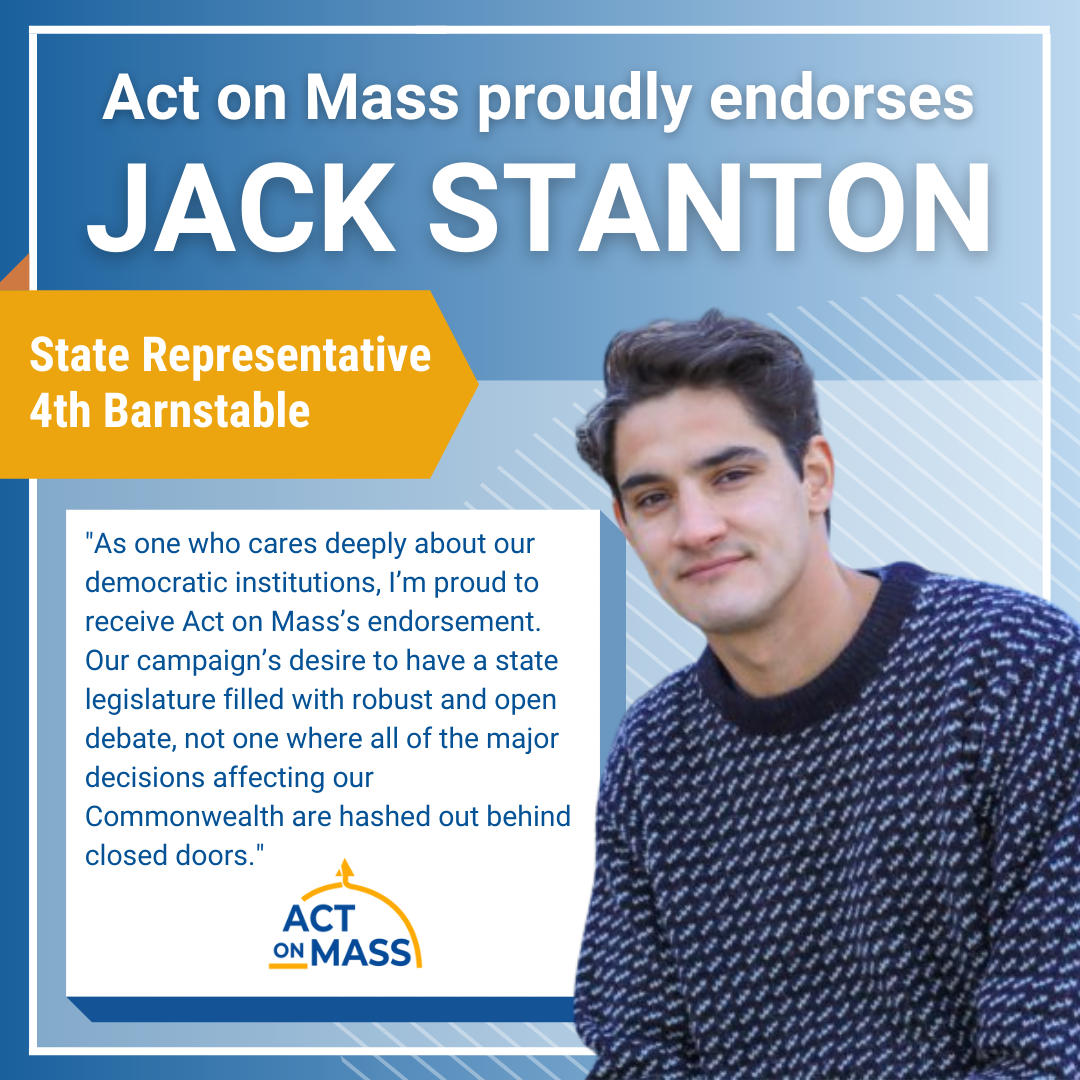 Act on Mass proudly endorses
JACK STANTON
State Representative
4th Barnstable
"As one who cares deeply about our
democratic institutions, I’m proud to
receive Act on Mass’s endorsement.
Our campaign’s desire to have a state
legislature filled with robust and open
debate, not one where all of the major
decisions affecting our
Commonwealth are hashed out behind
closed doors."
ACT
ON MASS